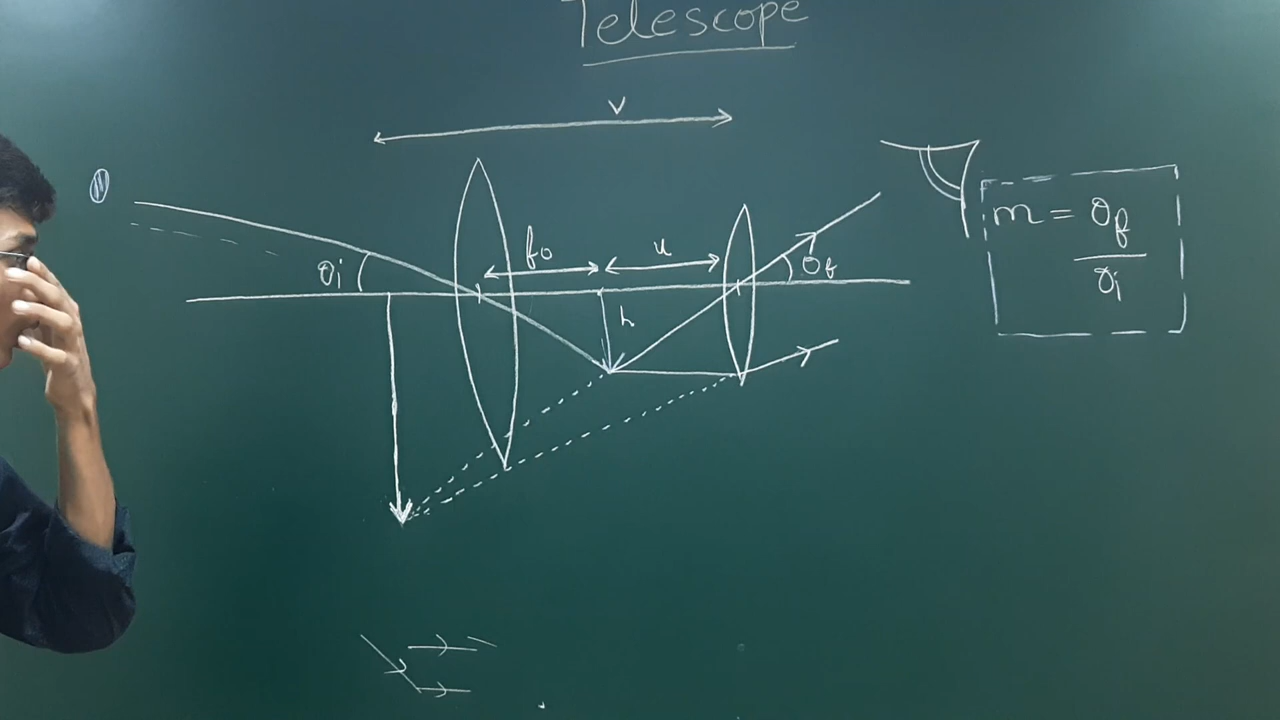 Telescope
v
m = θf
θi
fo
u
θi
θf
h